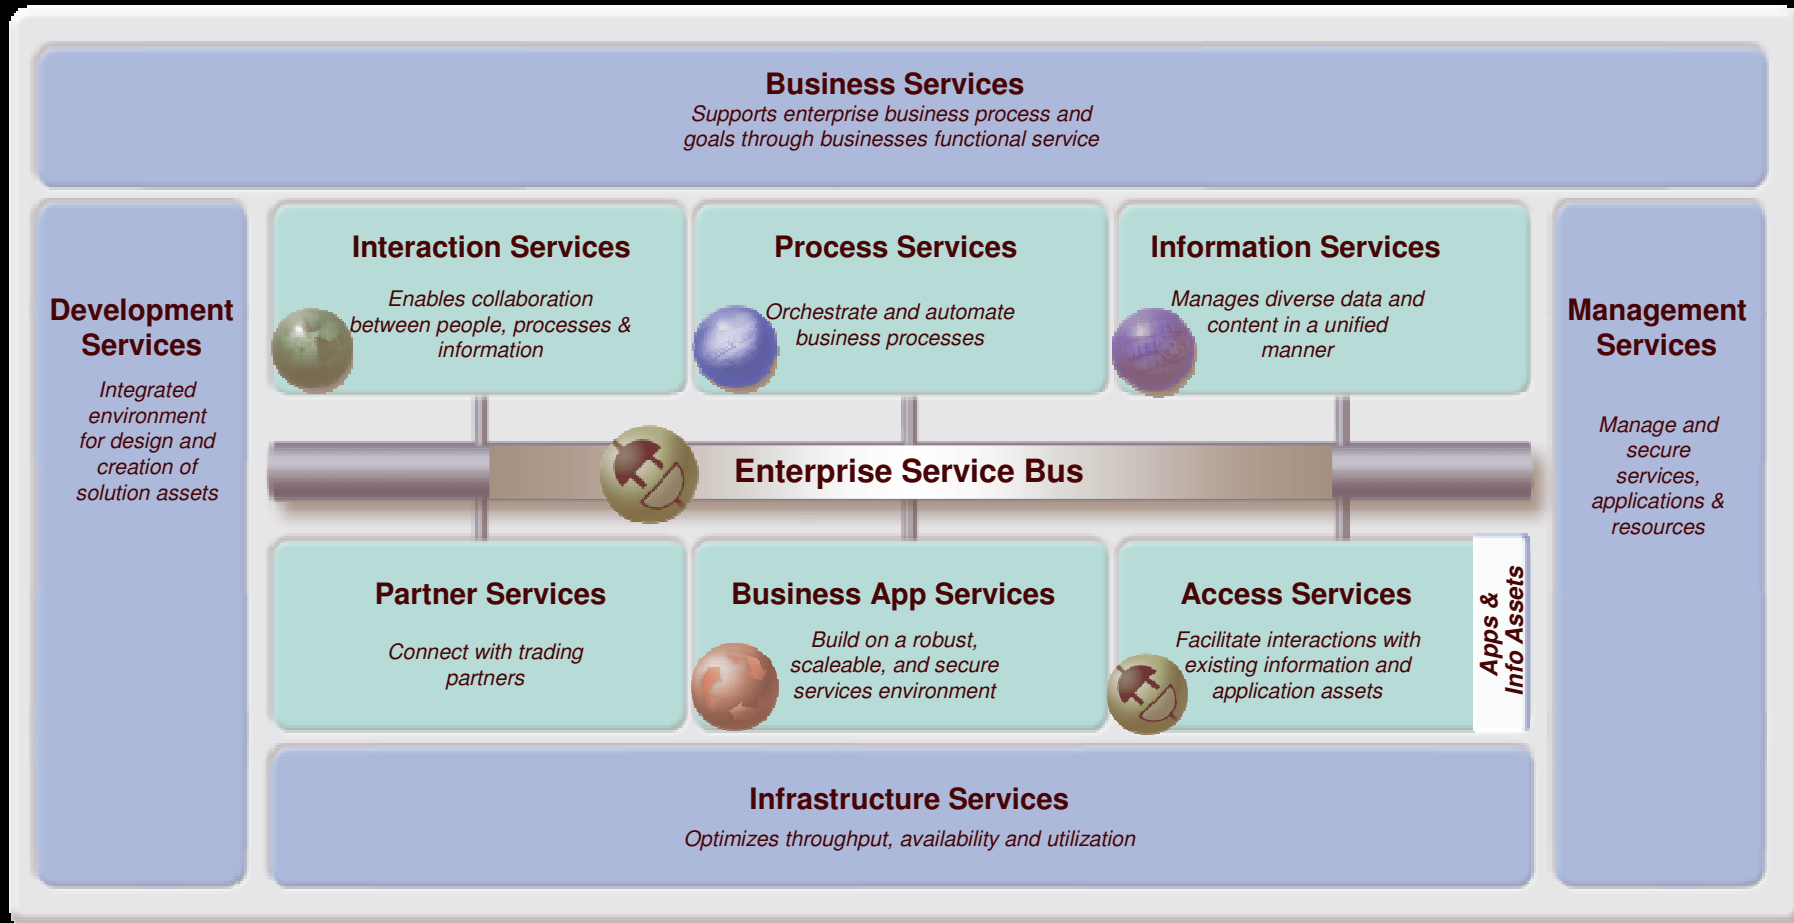 Business Services
Supports enterprise business process and
goals through businesses functional service
Development
Services
Integrated
environment
for design and
creation of
solution assets
Interaction Services
Enables collaboration
between people, processes &
information
Process Services
Orchestrate and automate
business processes
Information Services
Manages diverse data and
content in a unified
manner
Management
Services
Manage and
secure
services,
applications &
resources
Enterprise Service Bus
Partner Services
Connect with trading
partners
Business App Services
Build on a robust,
scaleable, and secure
services environment
Access Services
Facilitate interactions with
existing information and
application assets
Apps &
Info Assets
Infrastructure Services
Optimizes throughput, availability and utilization